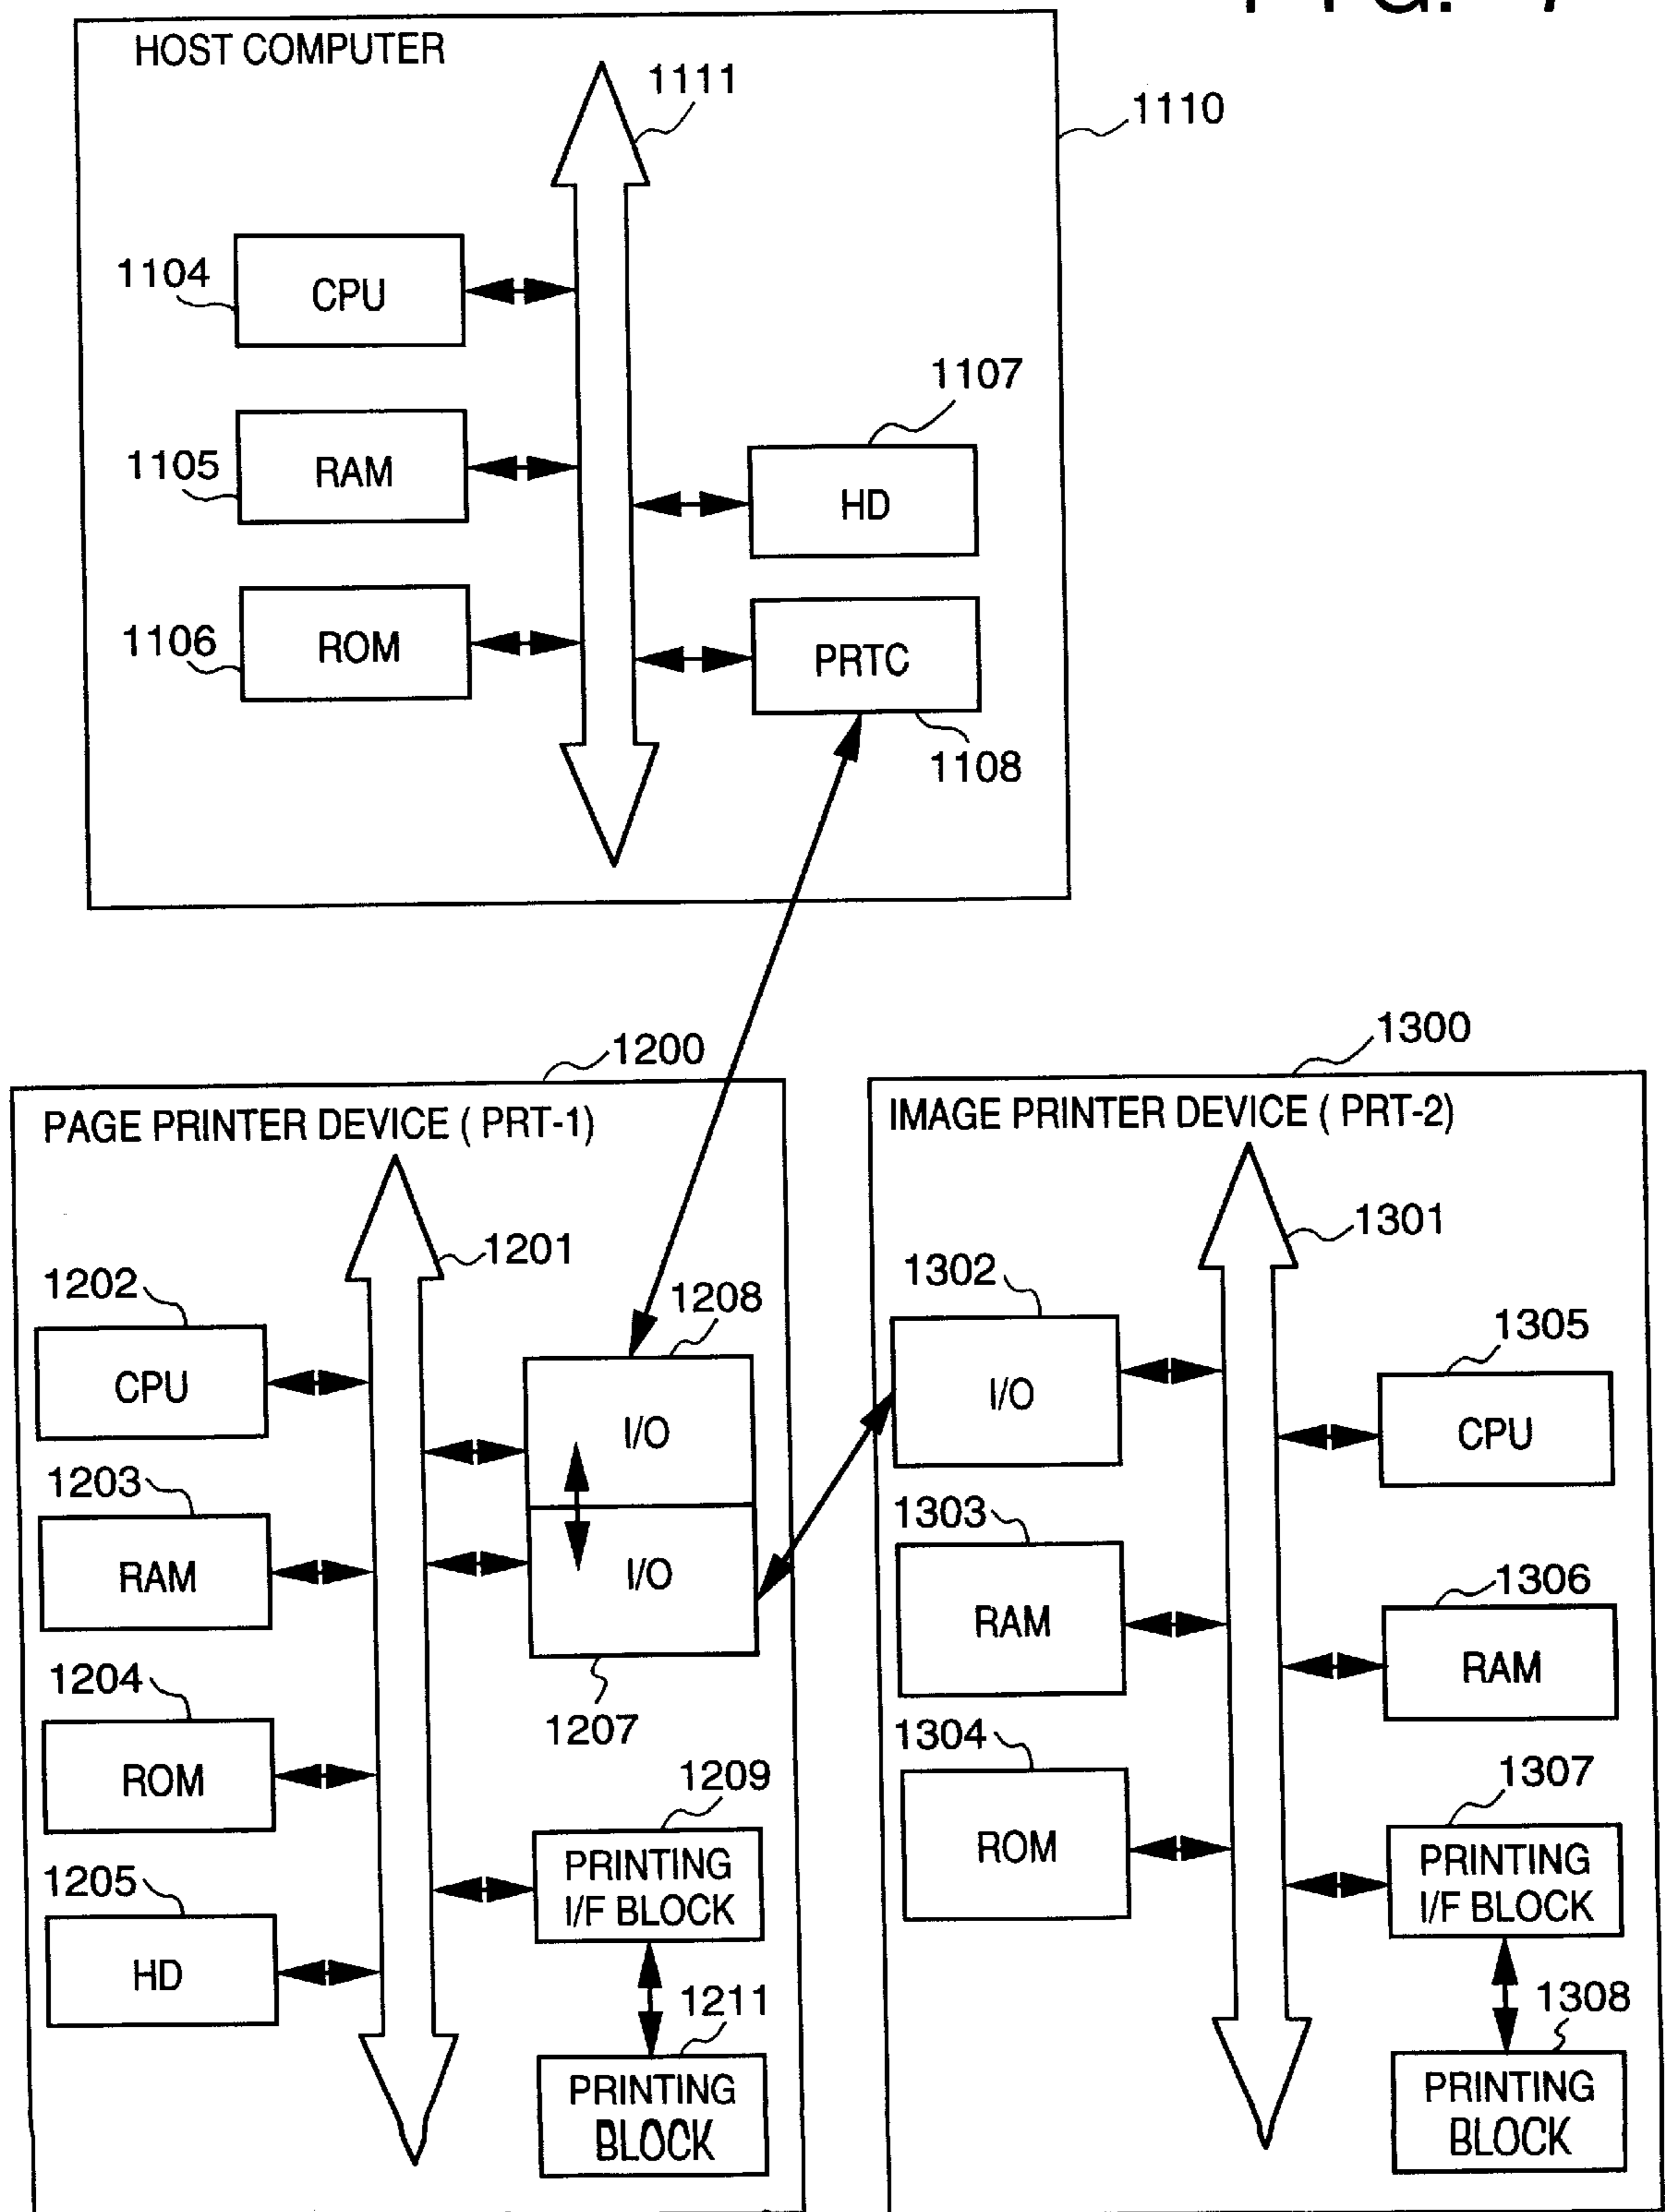 HOST COMPUTER
1111
1110
1104
CPU
1107
1105
RAM
HD
1106
ROM
PRTC
1108
1200
1300
PAGE PRINTER DEVICE ( PRT-1)
IMAGE PRINTER DEVICE ( PRT-2)
1201
1301
1202
1208
1302
1305
CPU
I/O
I/O
CPU
1203
1303
RAM
I/O
RAM
1306
RAM
1204
1207
1304
ROM
1209
ROM
1307
1205
PRINTING
I/F BLOCK
PRINTING
I/F BLOCK
HD
1211
1308
PRINTING
BLOCK
PRINTING
BLOCK